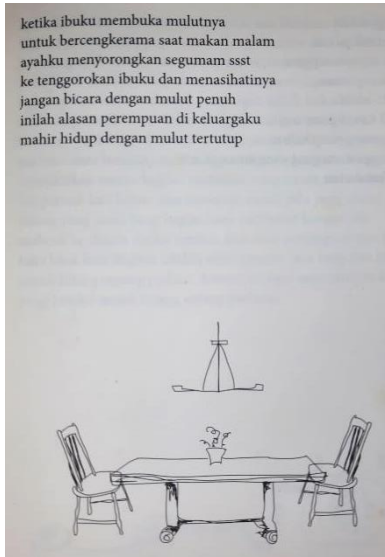 ketika ibuku membuka mulutnya
untuk bercengkerama saat makan malam
ayahku menyorongkan segumam ssst
ke tenggorokan ibuku dan menasihatinya
jangan bicara dengan mulut penuh
inilah alasan perempuan di keluargaku
mahir hidup dengan mulut tertutup